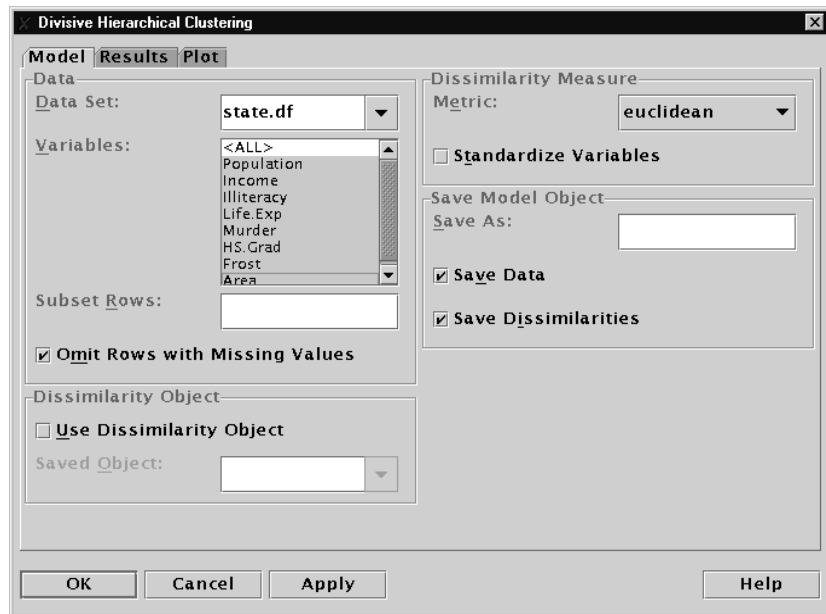 Divisive Hierarchical Clustering
Model Results Plot
Data
Data Set:
state.df
Variables:
<ALL>
Population
Income
Illiteracy
Life.Exp
Murder
HS.Grad
Frost
Area
Subset Rows:
Omit Rows with Missing Values
Dissimilarity Object
Use Dissimilarity Object
Saved Object:
Dissimilarity Measure
Metric:
euclidean
Standardize Variables
Save Model Object
Save As:
Save Data
Save Dissimilarities
OK Cancel Apply Help